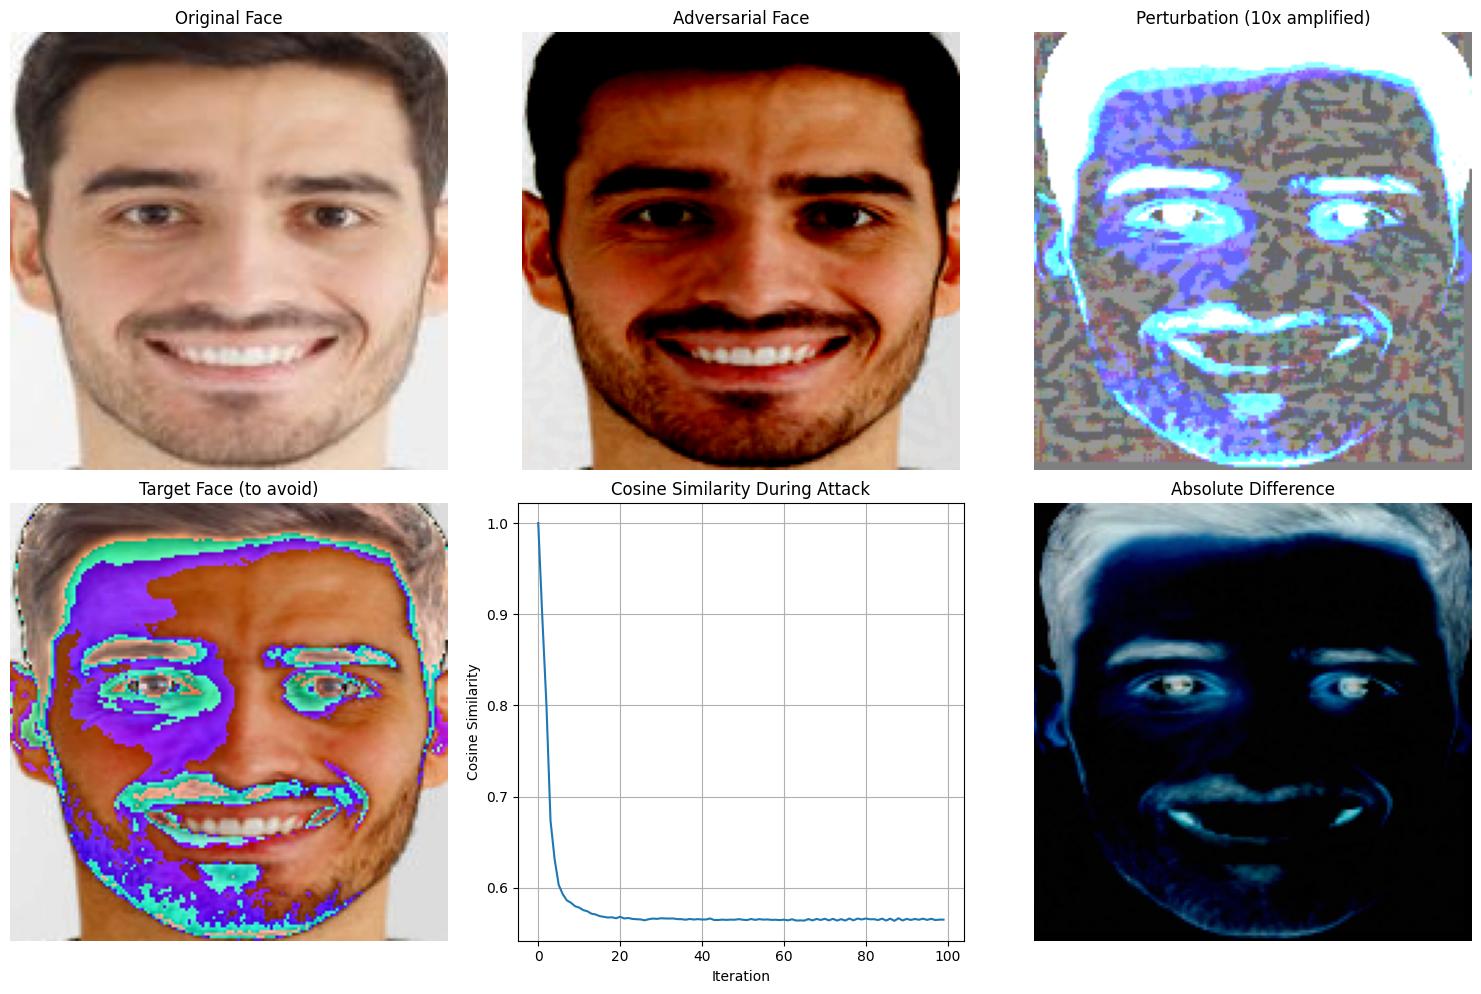 Original Face
Adversarial Face
Perturbation (10x amplified)
Target Face (to avoid)
Cosine Similarity During Attack
Absolute Difference
Cosine Similarity
1.0
0.9
0.8
0.7
0.6
0
20
40
60
80
100
Iteration